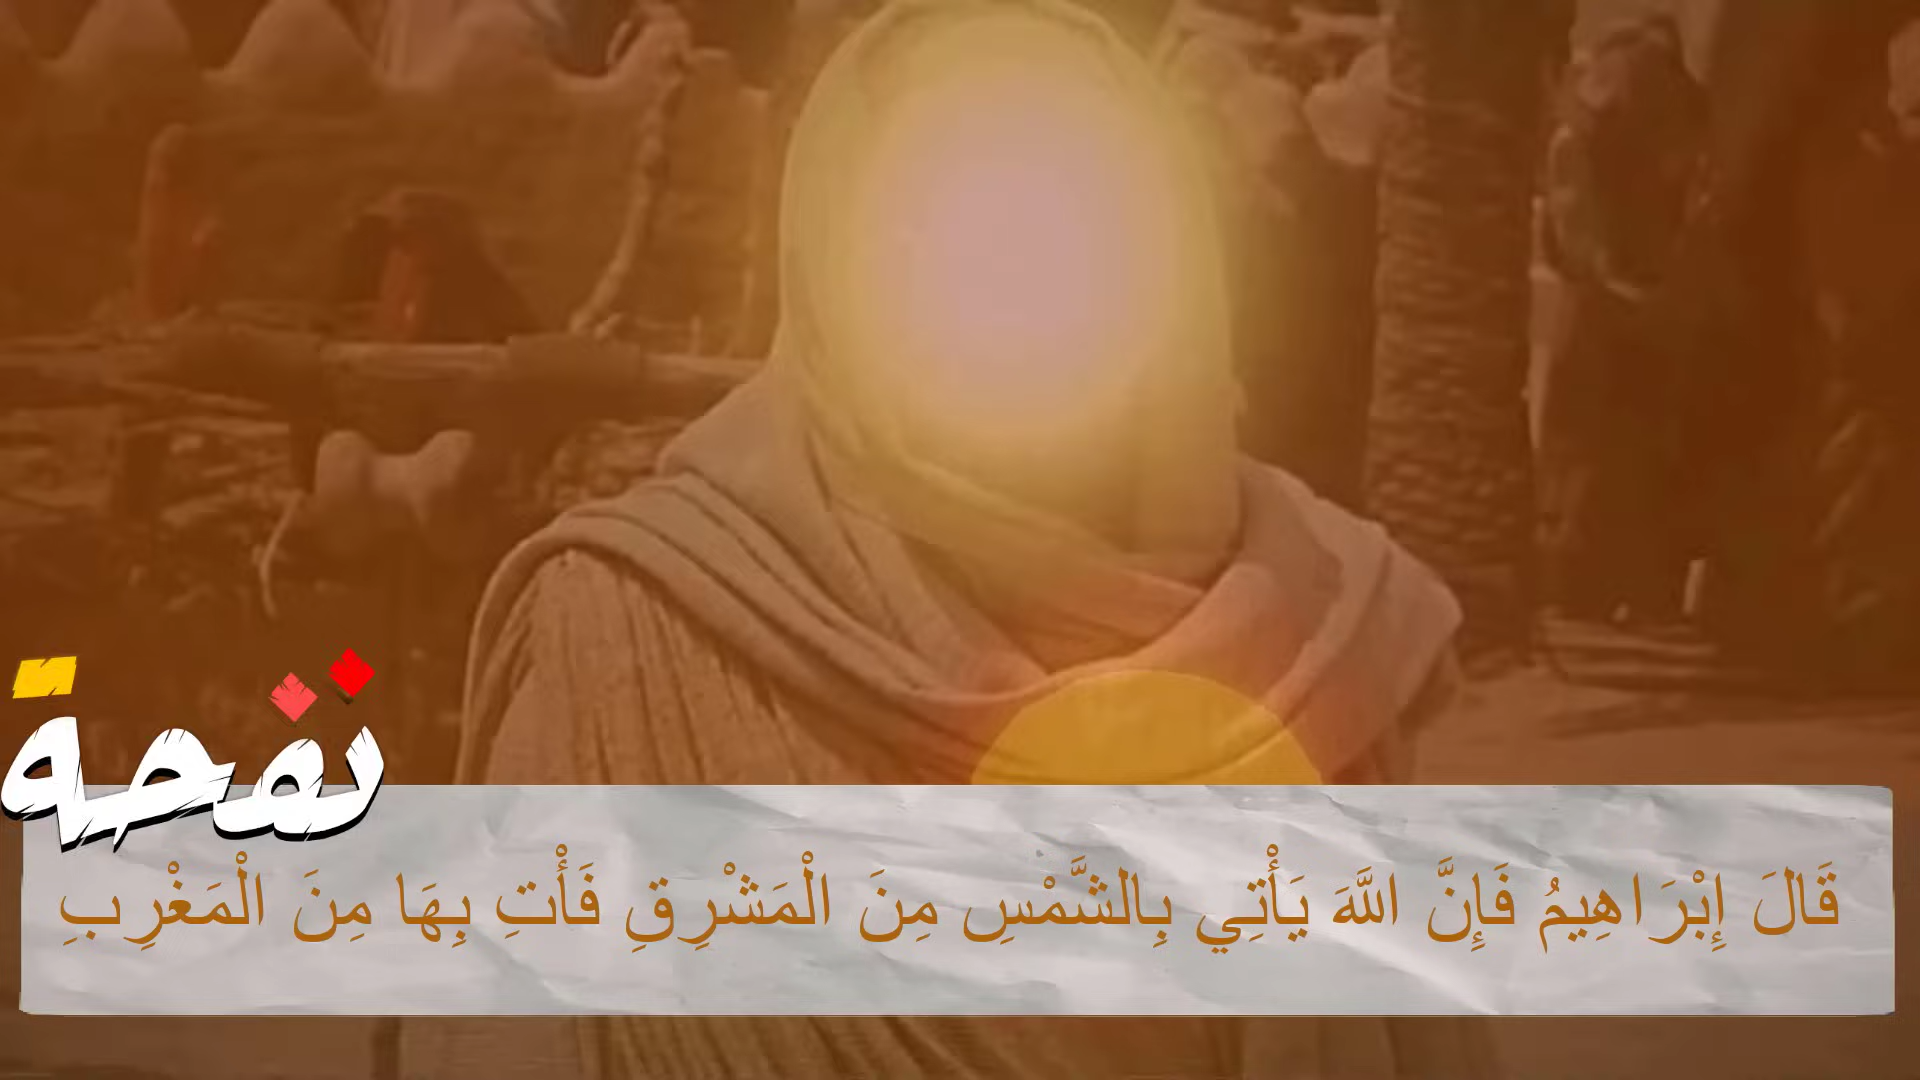 نفحة
قَالَ إِبْرَاهِيمُ فَإِنَّ اللَّهَ يَأْتِي بِالشَّمْسِ مِنَ الْمَشْرِقِ فَأْتِ بِهَا مِنَ الْمَغْرِبِ